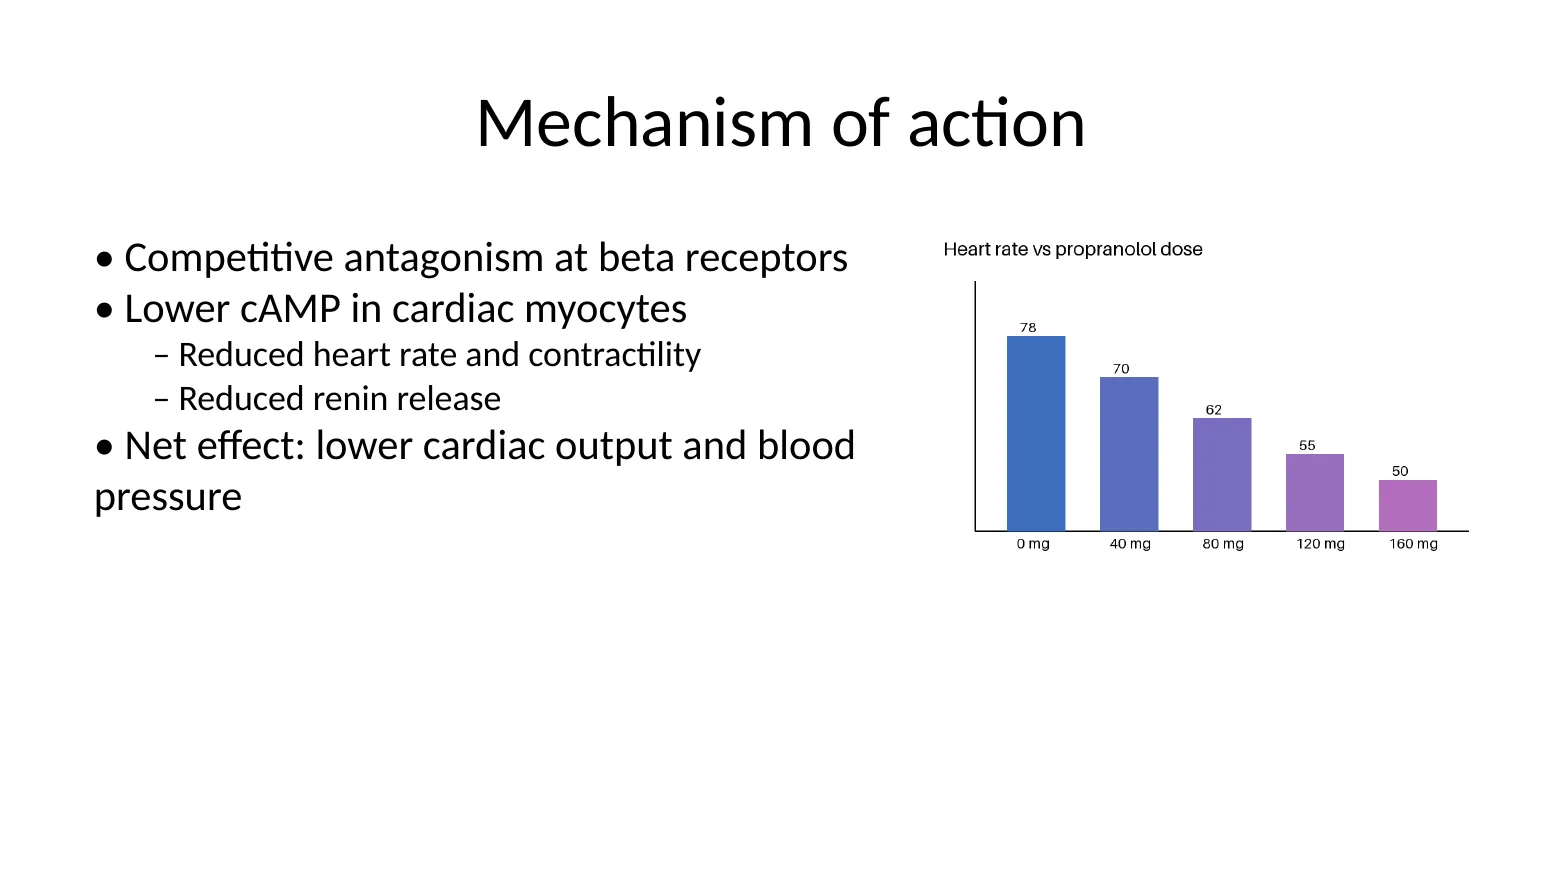 Mechanism of action
• Competitive antagonism at beta receptors
• Lower cAMP in cardiac myocytes
– Reduced heart rate and contractility
– Reduced renin release
• Net effect: lower cardiac output and blood
pressure
Heart rate vs propranolol dose
78
70
62
55
50
0 mg
40 mg
80 mg
120 mg
160 mg